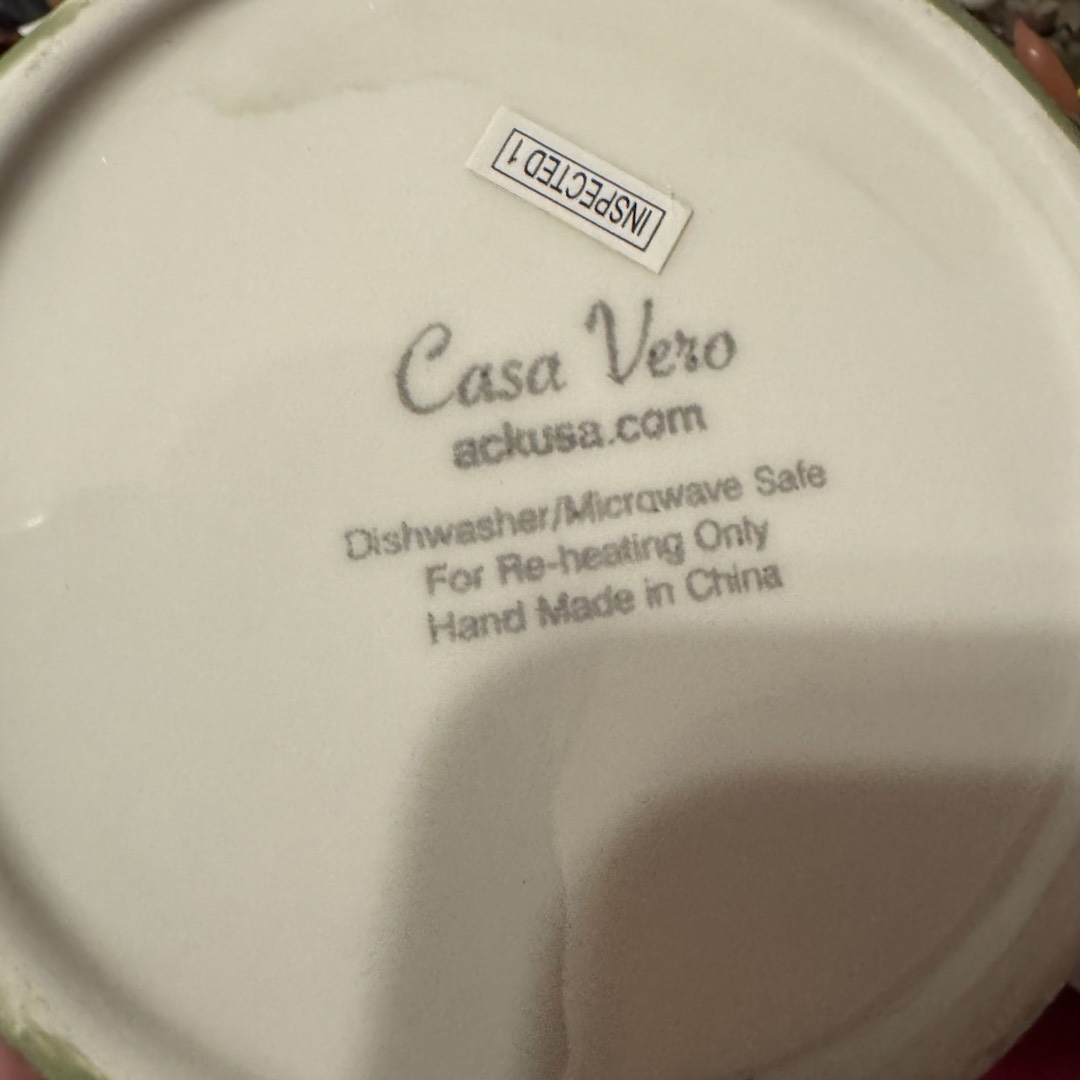 INSPECTED 1
Casa Vero
ackusa.com
Dishwasher/Microwave Safe
For Re-heating Only
Hand Made in China